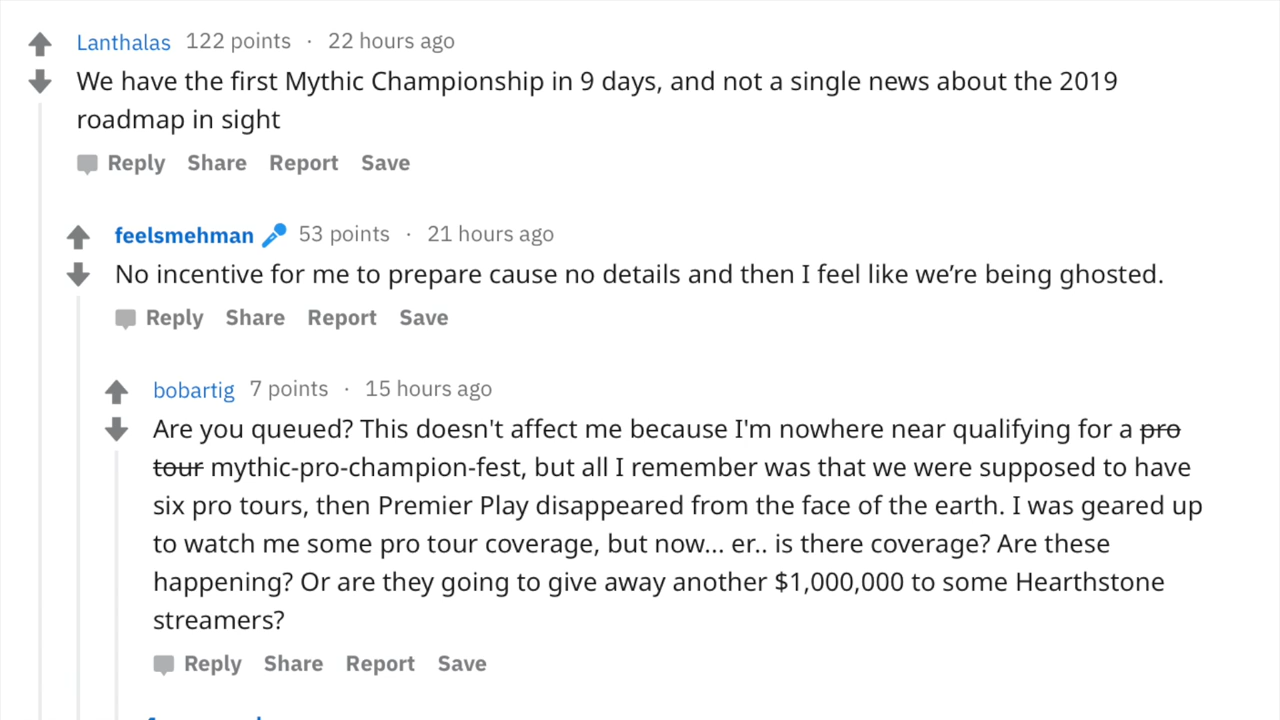 Lanthalas 122 points · 22 hours ago
We have the first Mythic Championship in 9 days, and not a single news about the 2019
roadmap in sight
Reply Share Report Save
feelsmehman 53 points · 21 hours ago
No incentive for me to prepare cause no details and then I feel like we’re being ghosted.
Reply Share Report Save
bobartig 7 points · 15 hours ago
Are you queued? This doesn't affect me because I'm nowhere near qualifying for a pro
tour mythic-pro-champion-fest, but all I remember was that we were supposed to have
six pro tours, then Premier Play disappeared from the face of the earth. I was geared up
to watch me some pro tour coverage, but now... er.. is there coverage? Are these
happening? Or are they going to give away another $1,000,000 to some Hearthstone
streamers?
Reply Share Report Save